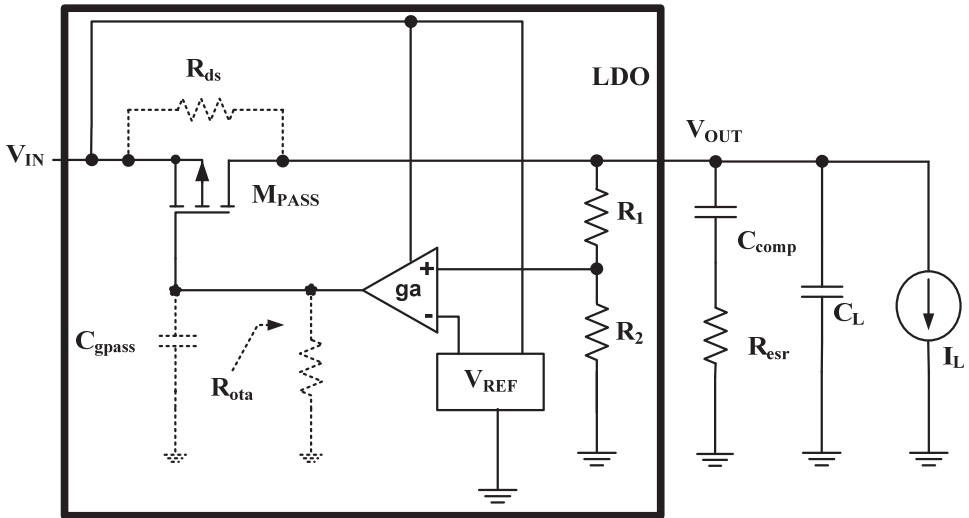 R_ds
LDO
V_IN
V_OUT
M_PASS
R_1
C_comp
+
ga
-
C_gpass
R_ota
V_REF
R_2
R_esr
C_L
I_L